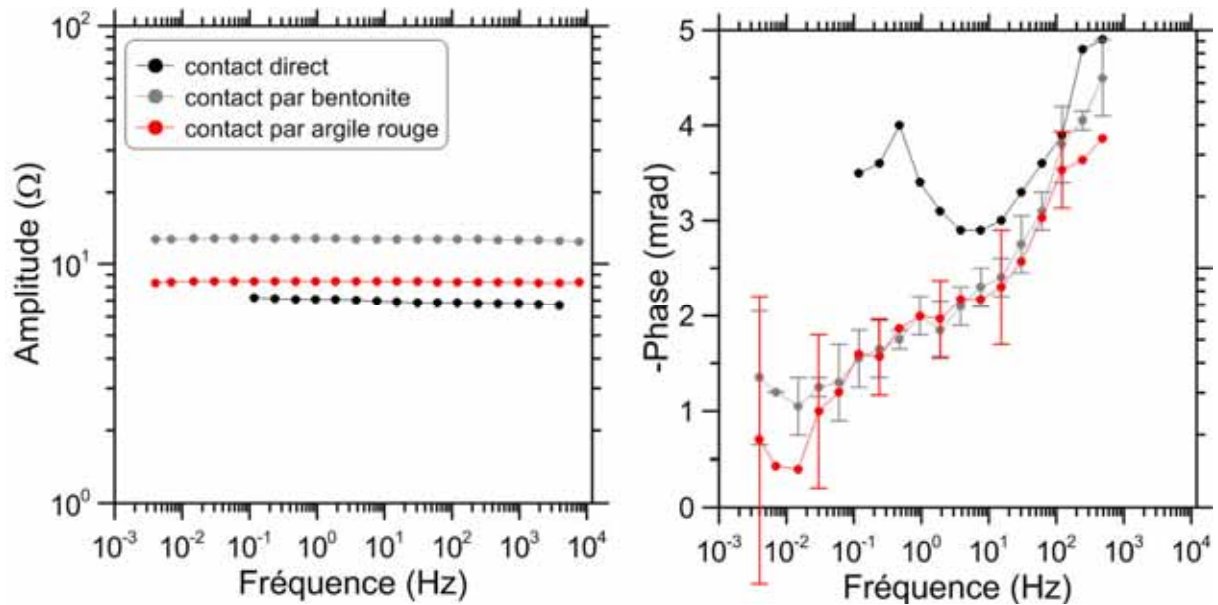 10²
10¹
10⁰
Amplitude (Ω)
contact direct
contact par bentonite
contact par argile rouge
10⁻³ 10⁻² 10⁻¹ 10⁰ 10¹ 10² 10³ 10⁴
Fréquence (Hz)
5
4
3
2
1
0
-Phase (mrad)
10⁻³ 10⁻² 10⁻¹ 10⁰ 10¹ 10² 10³ 10⁴
Fréquence (Hz)